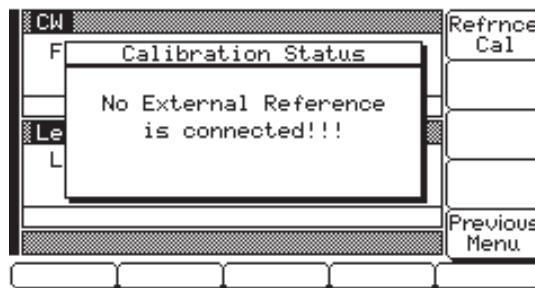 CW
F
Calibration Status
No External Reference
is connected!!!
Le
L
Refrnce
Cal
Previous
Menu